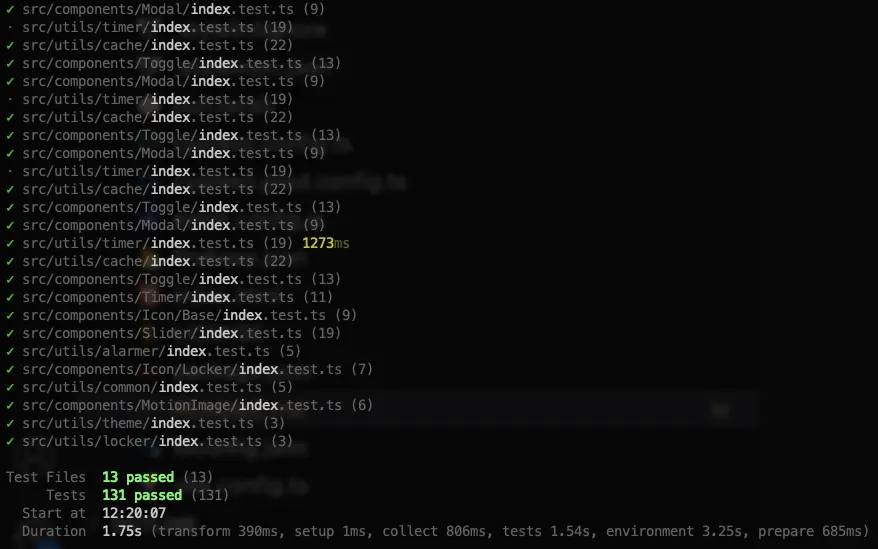 ✓ src/components/Modal/index.test.ts (9)
· src/utils/timer/index.test.ts (19)
✓ src/utils/cache/index.test.ts (22)
✓ src/components/Toggle/index.test.ts (13)
✓ src/components/Modal/index.test.ts (9)
· src/utils/timer/index.test.ts (19)
✓ src/utils/cache/index.test.ts (22)
✓ src/components/Toggle/index.test.ts (13)
✓ src/components/Modal/index.test.ts (9)
· src/utils/timer/index.test.ts (19)
✓ src/utils/cache/index.test.ts (22)
✓ src/components/Toggle/index.test.ts (13)
✓ src/components/Modal/index.test.ts (9)
✓ src/utils/timer/index.test.ts (19) 1273ms
✓ src/utils/cache/index.test.ts (22)
✓ src/components/Toggle/index.test.ts (13)
✓ src/components/Timer/index.test.ts (11)
✓ src/components/Icon/Base/index.test.ts (9)
✓ src/components/Slider/index.test.ts (19)
✓ src/utils/alarmer/index.test.ts (5)
✓ src/components/Icon/Locker/index.test.ts (7)
✓ src/utils/common/index.test.ts (5)
✓ src/components/MotionImage/index.test.ts (6)
✓ src/utils/theme/index.test.ts (3)
✓ src/utils/locker/index.test.ts (3)
Test Files 13 passed (13)
Tests 131 passed (131)
Start at 12:20:07
Duration 1.75s (transform 390ms, setup 1ms, collect 806ms, tests 1.54s, environment 3.25s, prepare 685ms)